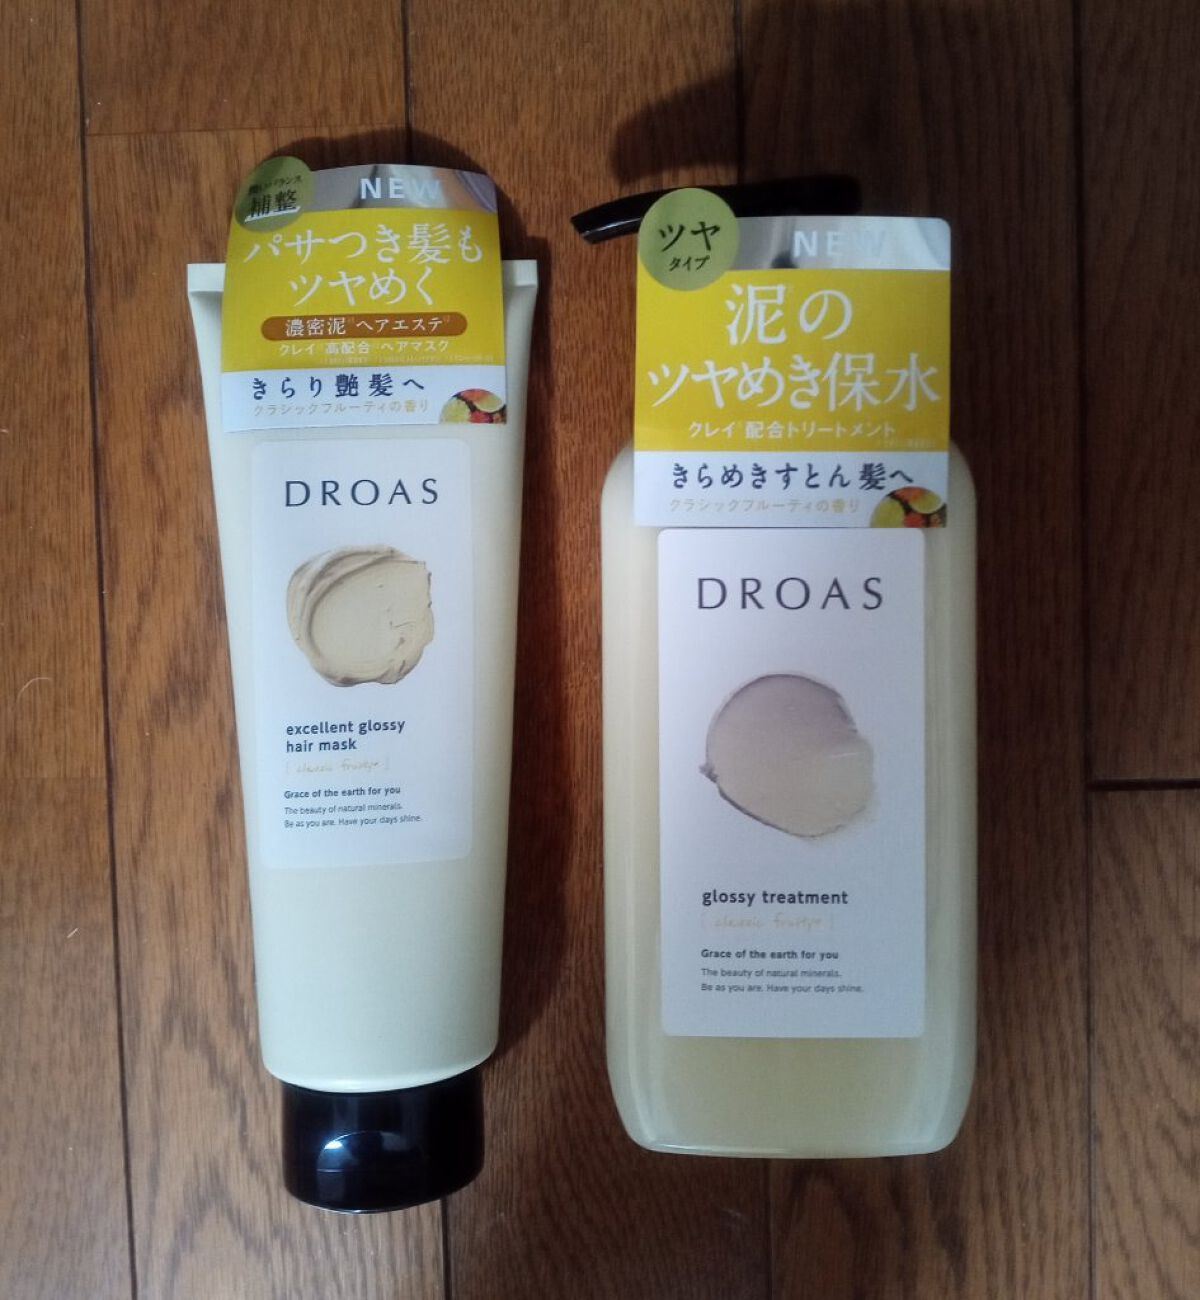 補整
NEW
パサつき髪も
ツヤめく
濃密泥 ヘアエステ
クレイ 高配合 ヘアマスク
きらり艶髪へ
クラシックフルーティの香り
DROAS
excellent glossy
hair mask
[ classic fruity ]
Grace of the earth for you
The beauty of natural minerals.
Be as you are. Have your days shine.
ツヤ
タイプ
NEW
泥の
ツヤめき保水
クレイ 配合トリートメント
きらめきすとん髪へ
クラシックフルーティの香り
DROAS
glossy treatment
[ classic fruity ]
Grace of the earth for you
The beauty of natural minerals.
Be as you are. Have your days shine.